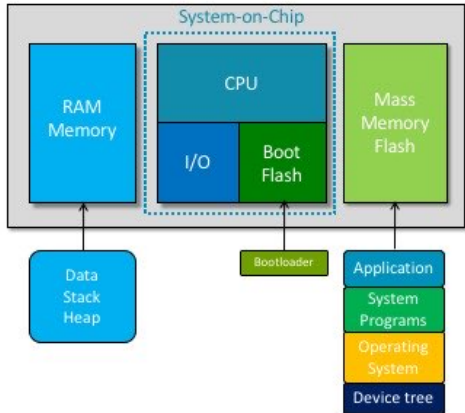 System-on-Chip
RAM
Memory
CPU
I/O
Boot
Flash
Mass
Memory
Flash
Data
Stack
Heap
Bootloader
Application
System
Programs
Operating
System
Device tree